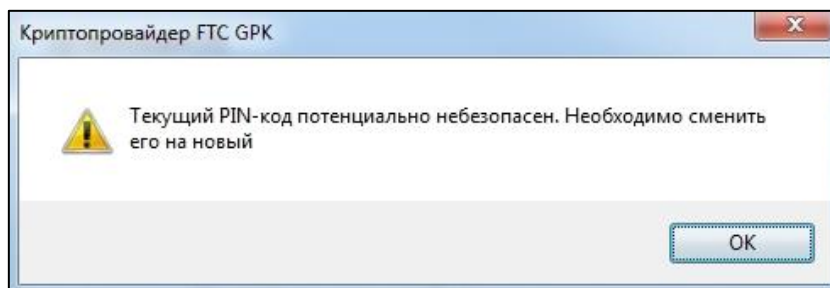 Криптопровайдер FTC GPK
Текущий PIN-код потенциально небезопасен. Необходимо сменить
его на новый
OK